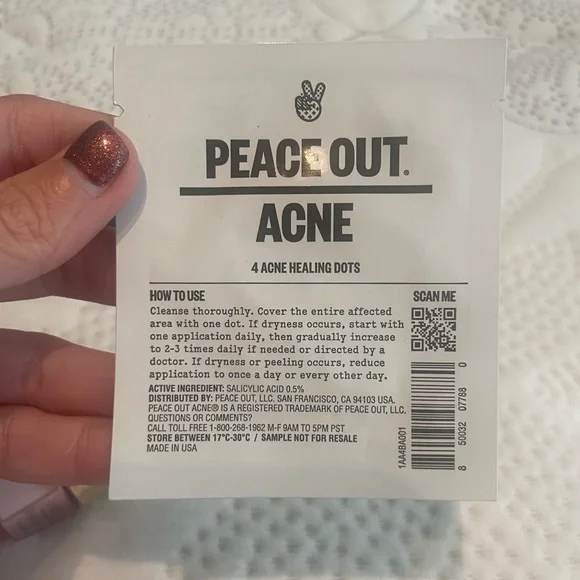 PEACE OUT®
ACNE
4 ACNE HEALING DOTS
HOW TO USE
Cleanse thoroughly. Cover the entire affected
area with one dot. If dryness occurs, start with
one application daily, then gradually increase
to 2-3 times daily if needed or directed by a
doctor. If dryness or peeling occurs, reduce
application to once a day or every other day.
ACTIVE INGREDIENT: SALICYLIC ACID 0.5%
DISTRIBUTED BY: PEACE OUT, LLC. SAN FRANCISCO, CA 94103 USA.
PEACE OUT ACNE® IS A REGISTERED TRADEMARK OF PEACE OUT, LLC.
QUESTIONS OR COMMENTS?
CALL TOLL FREE 1-800-268-1962 M-F 9AM TO 5PM PST
STORE BETWEEN 17°C-30°C / SAMPLE NOT FOR RESALE
MADE IN USA
SCAN ME
1AA4BA001
8 50032 07788 0